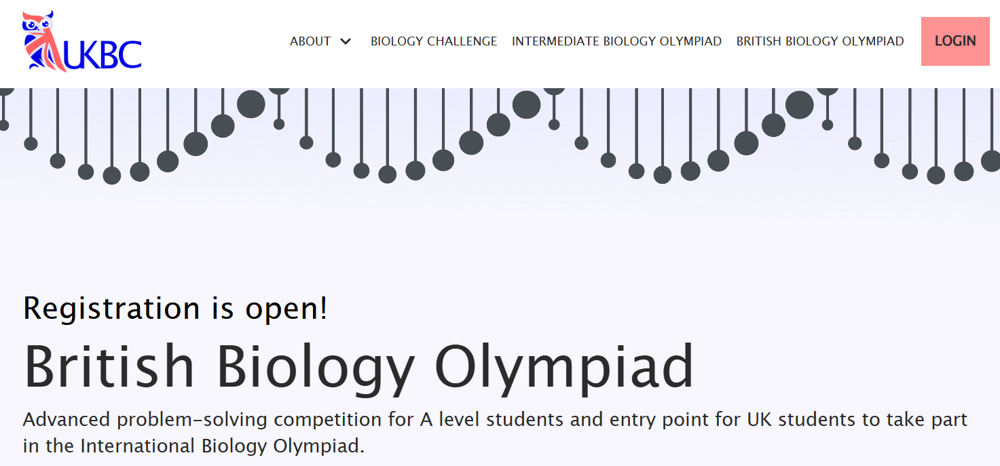 UKBC
ABOUT
BIOLOGY CHALLENGE
INTERMEDIATE BIOLOGY OLYMPIAD
BRITISH BIOLOGY OLYMPIAD
LOGIN
Registration is open!
British Biology Olympiad
Advanced problem-solving competition for A level students and entry point for UK students to take part
in the International Biology Olympiad.